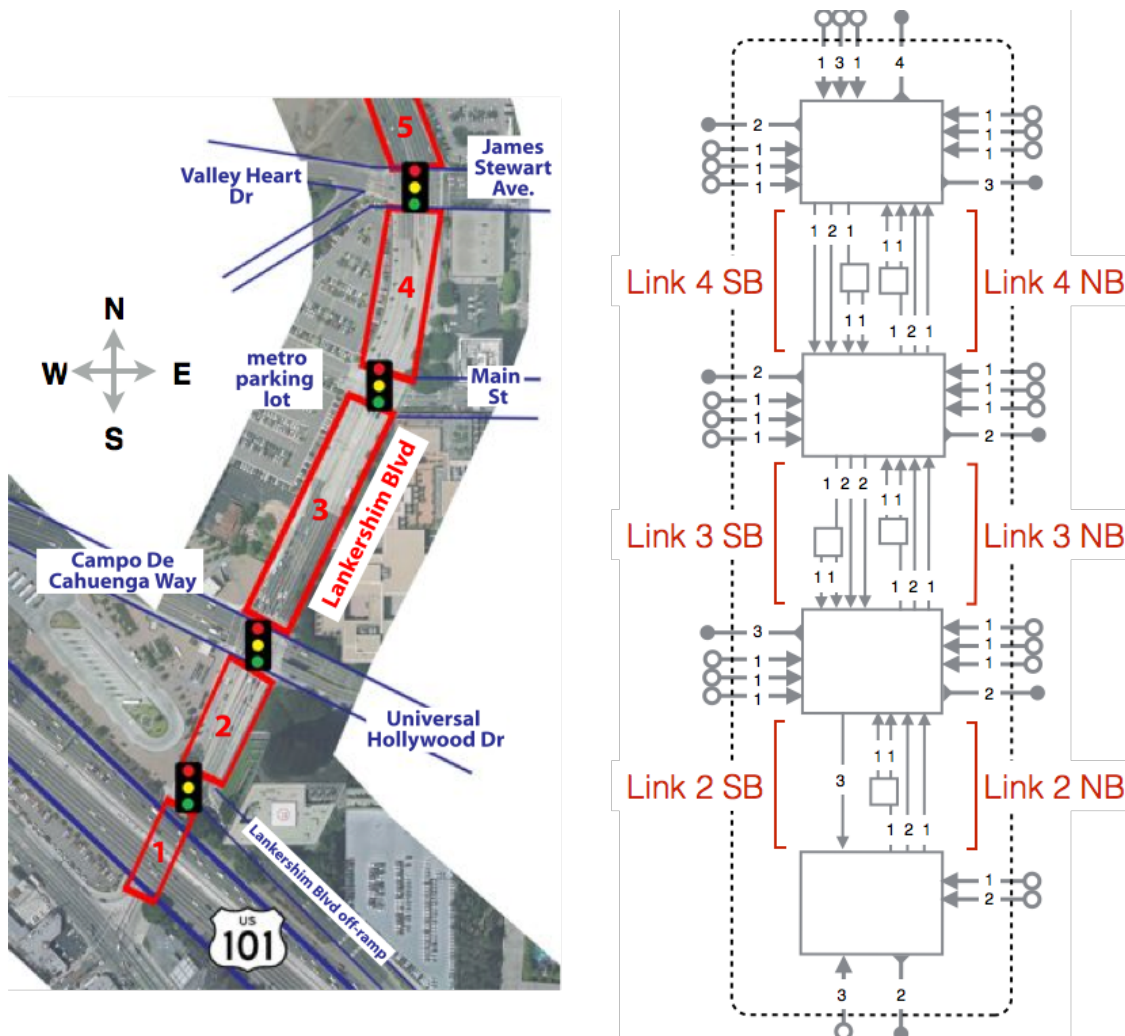 5
James
Stewart
Ave.
Valley Heart
Dr
4
N
W E
S
metro
parking
lot
Main
St
3
Lankershim Blvd
Campo De
Cahuenga Way
2
Universal
Hollywood Dr
1
Lankershim Blvd off-ramp
US
101
1 3 1 4
2
1
1
1
1
1
1
3
1 2 1 1 1
Link 4 SB
Link 4 NB
1 1 1 2 1
2
1
1
1
1
1
1
2
1 2 2 1 1
Link 3 SB
Link 3 NB
1 1 1 2 1
3
1
1
1
1
1
1
2
1 1
3
Link 2 SB
Link 2 NB
1 2 1
1
2
3 2